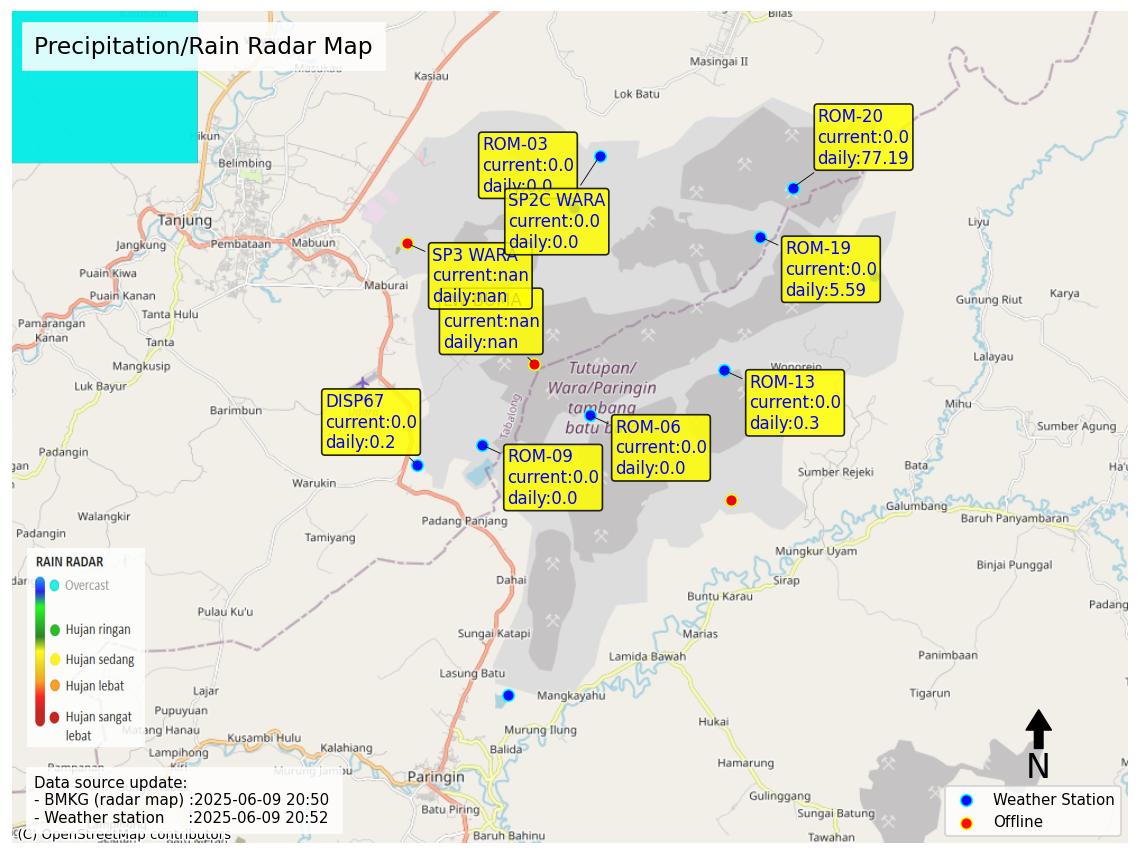 Precipitation/Rain Radar Map
Bilas
Masingai II
Kasiau
Lok Batu
Hikun
Belimbing
Tanjung
Jangkung
Pembataan
Mabuun
Maburai
Puain Kiwa
Puain Kanan
Tanta Hulu
Pamarangan
Kanan
Tanta
Mangkusip
Luk Bayur
Barimbun
Padangin
Warukin
Walangkir
Padangin
Tamiyang
Padang Panjang
Dahai
Pulau Ku'u
Sungai Katapi
Lasung Batu
Lajar
Pupuyuan
Matang Hanau
Lampihong
Kusambi Hulu
Kalahiang
Murung Jambu
Paringin
Batu Piring
Baruh Bahinu
Balida
Murung Ilung
Mangkayahu
Lamida Bawah
Marias
Buntu Karau
Sirap
Mungkur Uyam
Galumbang
Baruh Panyambaran
Binjai Punggal
Padang
Panimbaan
Tigarun
Hukai
Hamarung
Gulinggang
Sungai Batung
Tawahan
Liyu
Gunung Riut
Karya
Lalayau
Mihu
Sumber Agung
Bata
Sumber Rejeki
Wonorejo
Tabalong
Tutupan/
Wara/Paringin
tambang
batu b
ROM-03
current:0.0
daily:0.0
SP2C WARA
current:0.0
daily:0.0
SP3 WARA
current:nan
daily:nan
current:nan
daily:nan
ROM-20
current:0.0
daily:77.19
ROM-19
current:0.0
daily:5.59
ROM-13
current:0.0
daily:0.3
ROM-06
current:0.0
daily:0.0
ROM-09
current:0.0
daily:0.0
DISP67
current:0.0
daily:0.2
RAIN RADAR
Overcast
Hujan ringan
Hujan sedang
Hujan lebat
Hujan sangat
lebat
Data source update:
- BMKG (radar map) :2025-06-09 20:50
- Weather station :2025-06-09 20:52
(C) OpenStreetMap contributors
N
Weather Station
Offline